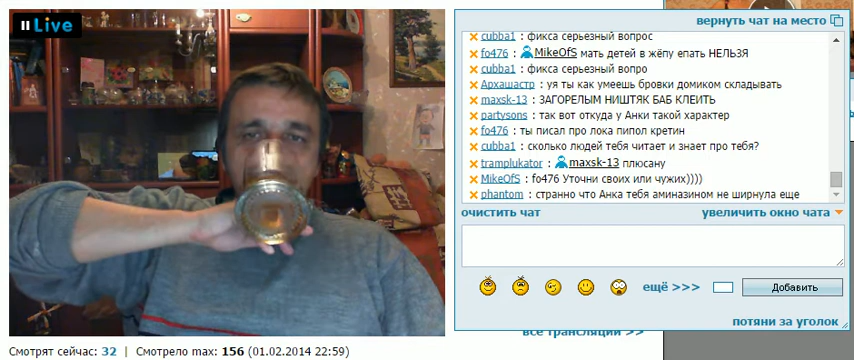 Live
вернуть чат на место
cubba1 : фикса серьезный вопрос
fo476 : MikeOfS мать детей в жёпу епать НЕЛЬЗЯ
cubba1 : фикса серьезный вопро
Архашастр : уя ты как умеешь бровки домиком складывать
maxsk-13 : ЗАГОРЕЛЫМ НИШТЯК БАБ КЛЕИТЬ
partysons : так вот откуда у Анки такой характер
fo476 : ты писал про лока пипол кретин
cubba1 : сколько людей тебя читает и знает про тебя?
tramplukator : maxsk-13 плюсану
MikeOfS : fo476 Уточни своих или чужих))))
phantom : странно что Анка тебя аминазином не ширнула еще
очистить чат
увеличить окно чата
ещё >>>
Добавить
потяни за уголок
все трансляции >>
Смотрят сейчас: 32 | Смотрело max: 156 (01.02.2014 22:59)